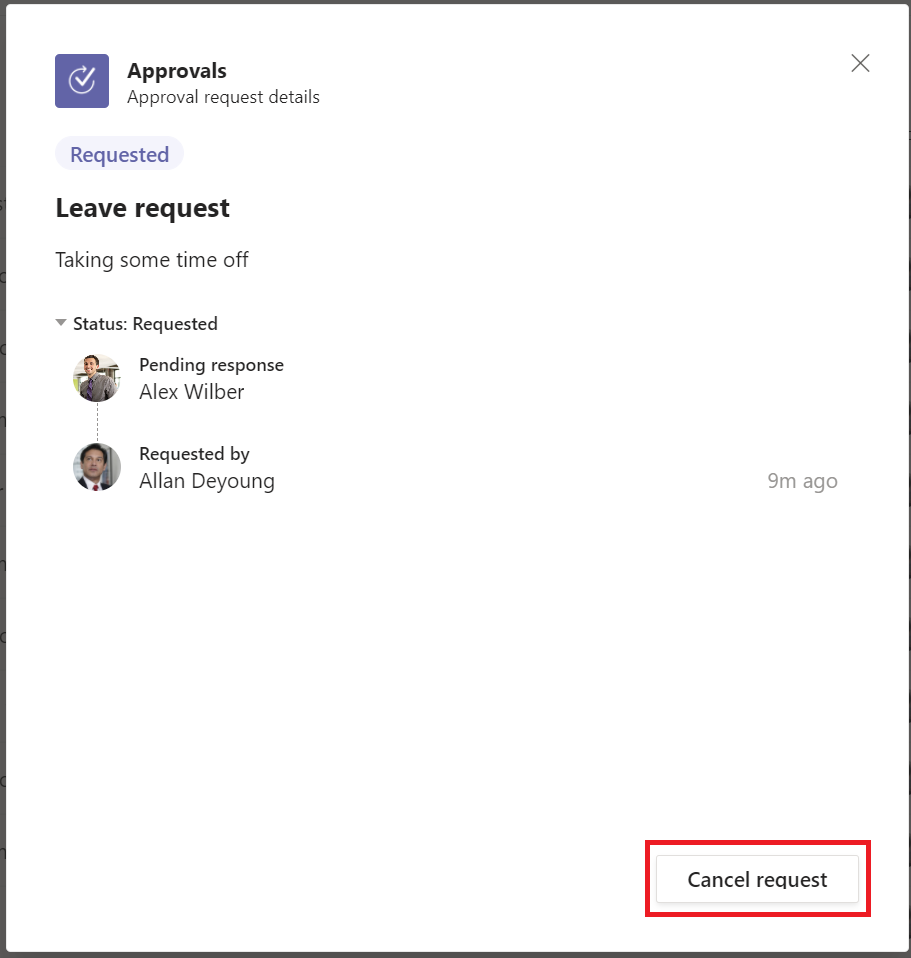 Approvals
Approval request details
Requested
Leave request
Taking some time off
Status: Requested
Pending response
Alex Wilber
Requested by
Allan Deyoung
9m ago
Cancel request